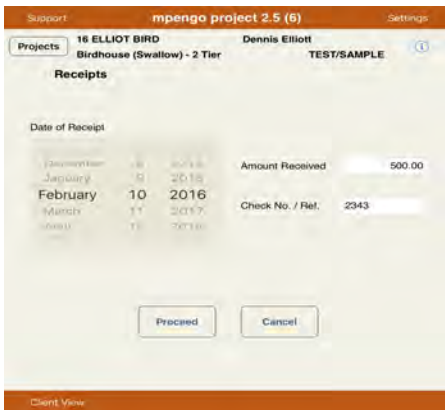 Support mpengo project 2.5 (6) Settings
Projects 16 ELLIOT BIRD Dennis Elliott
Birdhouse (Swallow) - 2 Tier TEST/SAMPLE
Receipts
Date of Receipt
January 9 2015
February 10 2016
March 11 2017
Amount Received 500.00
Check No. / Ref. 2343
Proceed Cancel
Client View